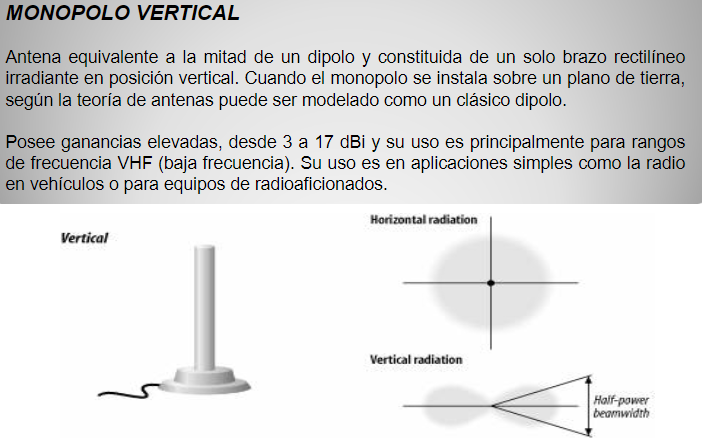 MONOPOLO VERTICAL
Antena equivalente a la mitad de un dipolo y constituida de un solo brazo rectilíneo
irradiante en posición vertical. Cuando el monopolo se instala sobre un plano de tierra,
según la teoría de antenas puede ser modelado como un clásico dipolo.
Posee ganancias elevadas, desde 3 a 17 dBi y su uso es principalmente para rangos
de frecuencia VHF (baja frecuencia). Su uso es en aplicaciones simples como la radio
en vehículos o para equipos de radioaficionados.
Vertical
Horizontal radiation
Vertical radiation
Half-power
beamwidth